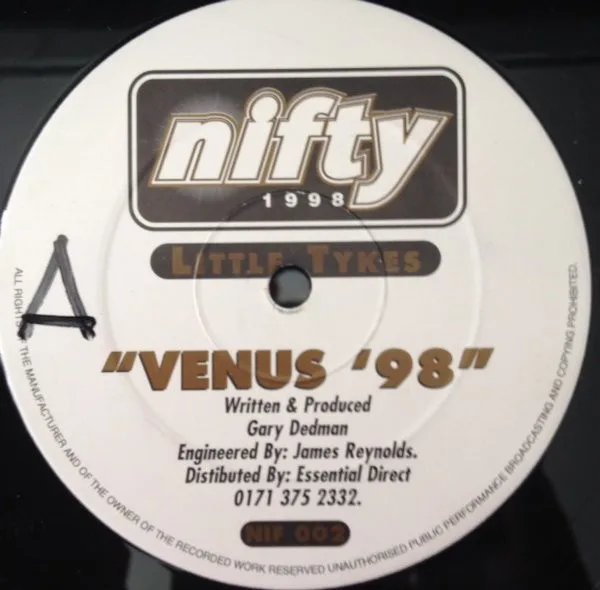 nifty
1998
LITTLE TYKES
A
"VENUS '98"
Written & Produced
Gary Dedman
Engineered By: James Reynolds.
Distibuted By: Essential Direct
0171 375 2332.
NIF 002
ALL RIGHTS OF THE MANUFACTURER AND OF THE OWNER OF THE RECORDED WORK RESERVED UNAUTHORISED PUBLIC PERFORMANCE BROADCASTING AND COPYING PROHIBITED.